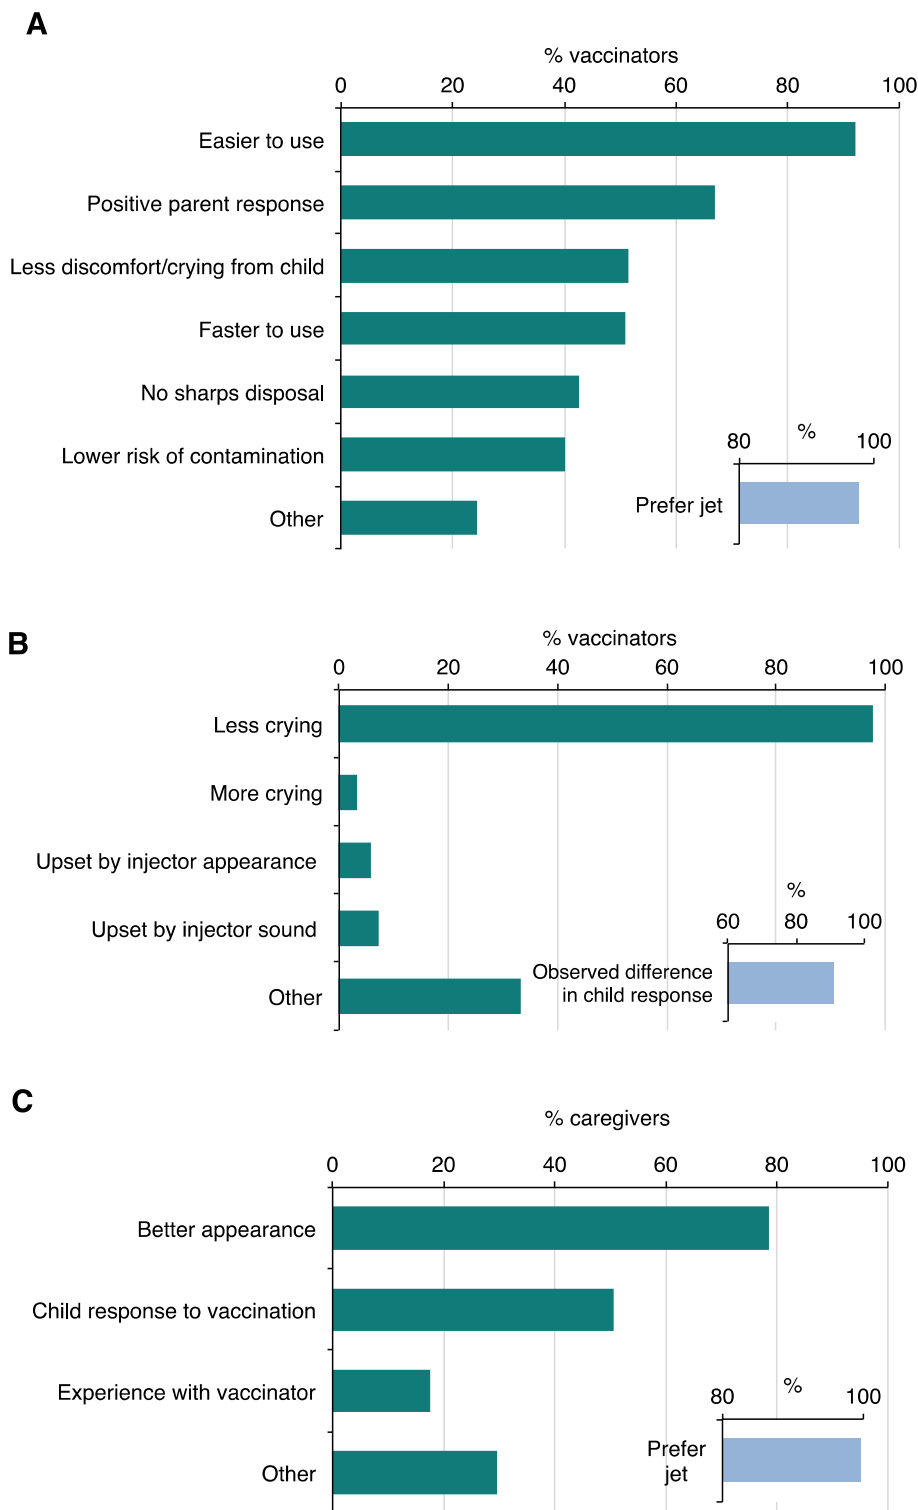 A
% vaccinators
0 20 40 60 80 100
Easier to use
Positive parent response
Less discomfort/crying from child
Faster to use
No sharps disposal
Lower risk of contamination
Other
%
80 100
Prefer jet
B
% vaccinators
0 20 40 60 80 100
Less crying
More crying
Upset by injector appearance
Upset by injector sound
Other
%
60 80 100
Observed difference
in child response
C
% caregivers
0 20 40 60 80 100
Better appearance
Child response to vaccination
Experience with vaccinator
Other
%
80 100
Prefer
jet